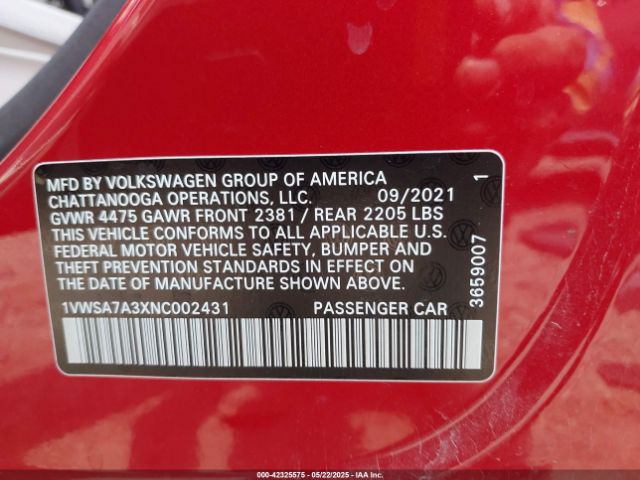 MFD BY VOLKSWAGEN GROUP OF AMERICA
CHATTANOOGA OPERATIONS, LLC. 09/2021
GVWR 4475 GAWR FRONT 2381 / REAR 2205 LBS
THIS VEHICLE CONFORMS TO ALL APPLICABLE U.S.
FEDERAL MOTOR VEHICLE SAFETY, BUMPER AND
THEFT PREVENTION STANDARDS IN EFFECT ON
THE DATE OF MANUFACTURE SHOWN ABOVE.
1VWSA7A3XNC002431 PASSENGER CAR
3659007 1
000-42325575 - 05/22/2025 - IAA Inc.